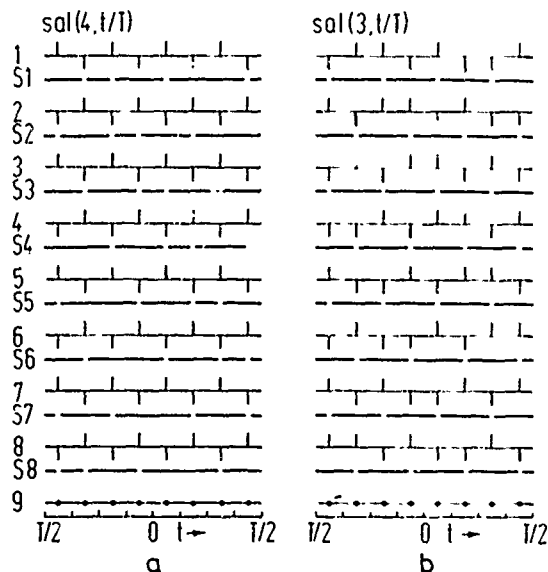 sal(4,t/T) sal(3,t/T)
1
S1
2
S2
3
S3
4
S4
5
S5
6
S6
7
S7
8
S8
9
T/2 0 t→ T/2 T/2 0 t→ T/2
a b